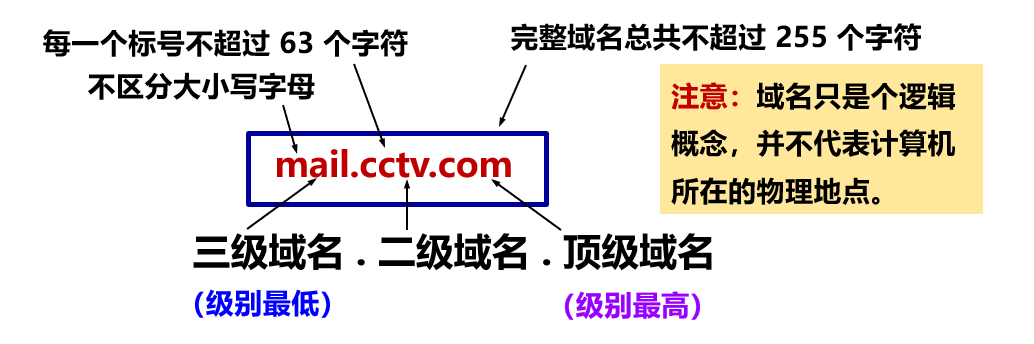 每一个标号不超过 63 个字符
不区分大小写字母
完整域名总共不超过 255 个字符
注意：域名只是个逻辑
概念，并不代表计算机
所在的物理地点。
mail.cctv.com
三级域名 . 二级域名 . 顶级域名
(级别最低)
(级别最高)